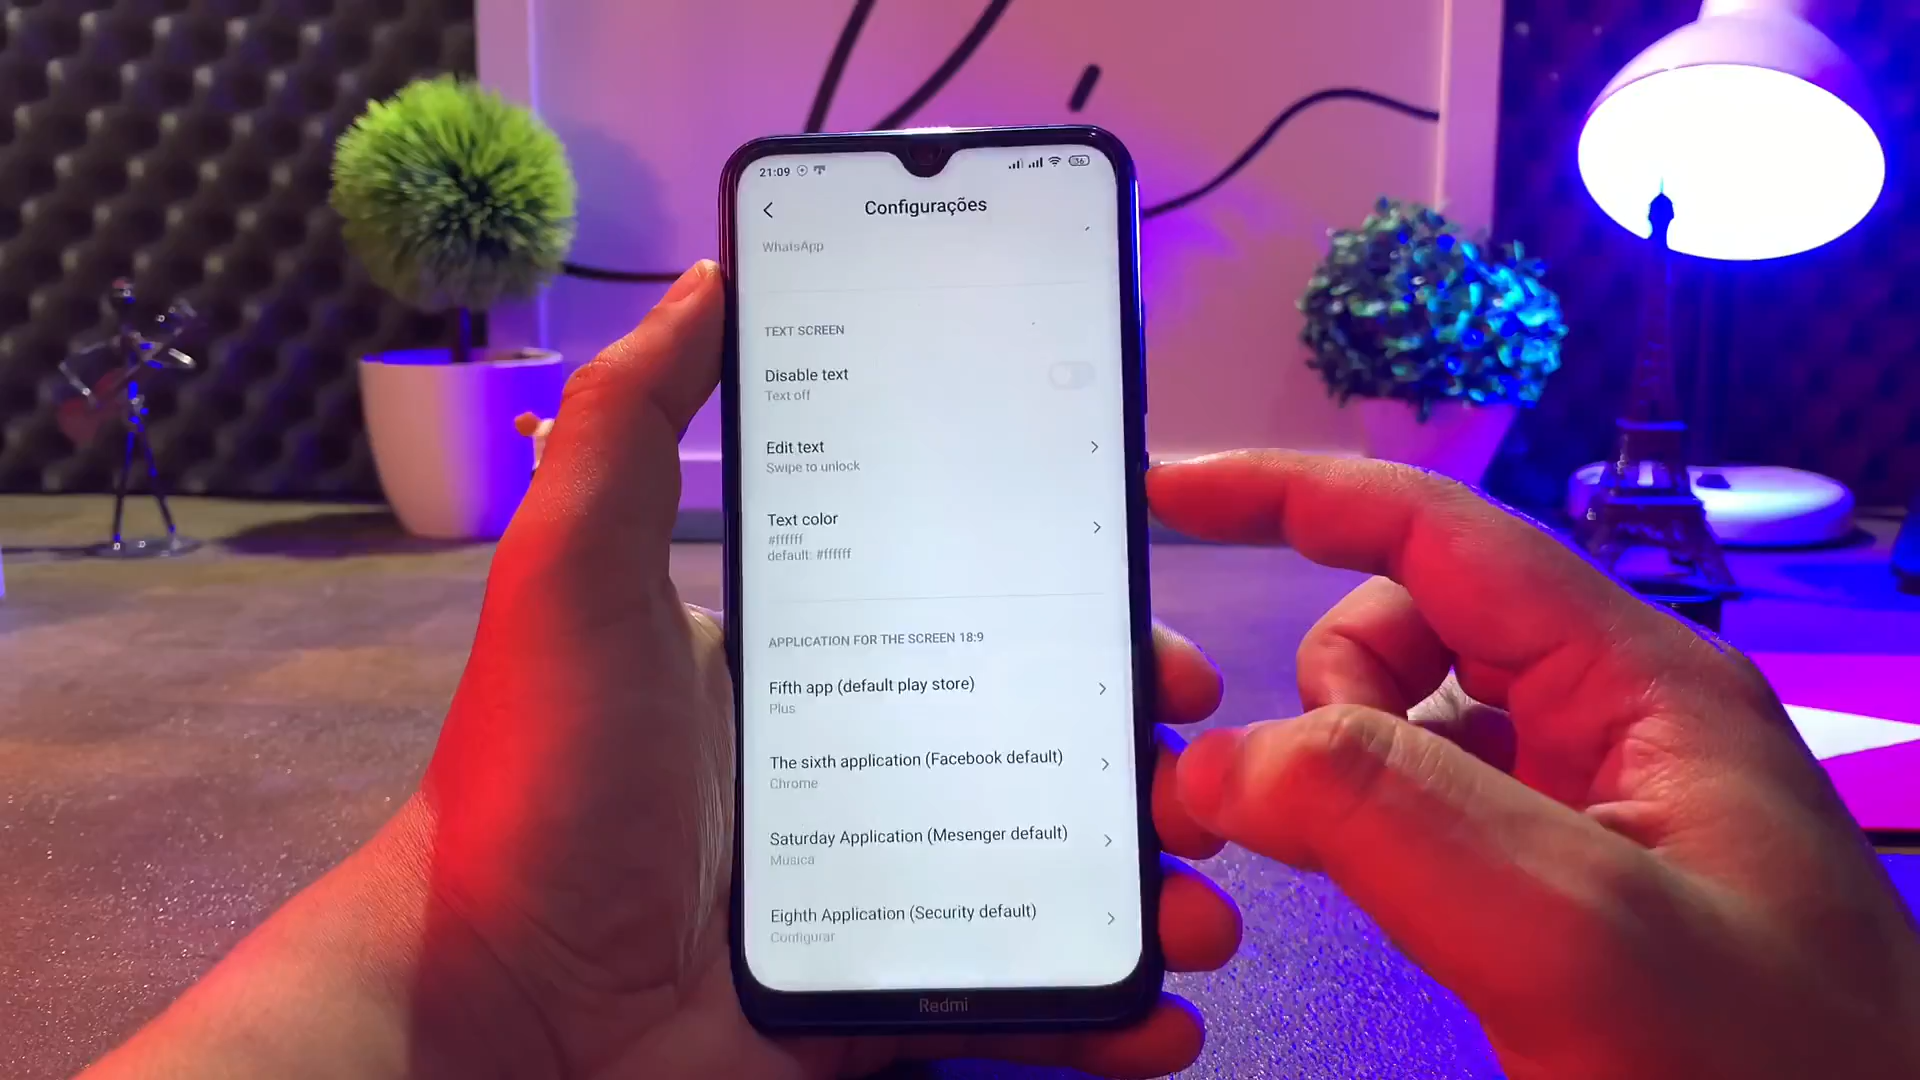 21:09
36
Configurações
WhatsApp
TEXT SCREEN
Disable text
Text off
Edit text
Swipe to unlock
Text color
#ffffff
default: #ffffff
APPLICATION FOR THE SCREEN 18:9
Fifth app (default play store)
Plus
The sixth application (Facebook default)
Chrome
Saturday Application (Mesenger default)
Musica
Eighth Application (Security default)
Configurar
Redmi